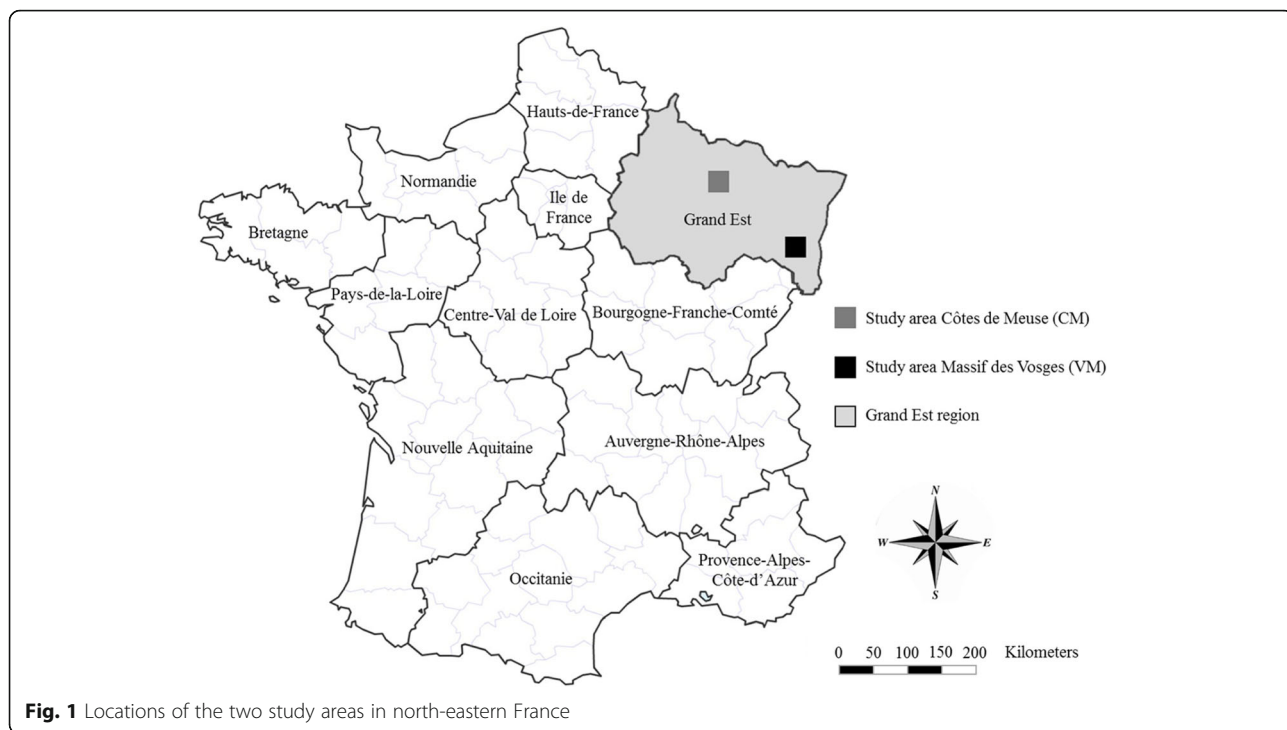 Hauts-de-France
Normandie
Ile de
France
Grand Est
Bretagne
Pays-de-la-Loire
Centre-Val de Loire
Bourgogne-Franche-Comté
Study area Côtes de Meuse (CM)
Study area Massif des Vosges (VM)
Grand Est region
Nouvelle Aquitaine
Auvergne-Rhône-Alpes
N
W
E
S
Provence-Alpes-
Côte-d'Azur
Occitanie
0 50 100 150 200 Kilometers
Fig. 1 Locations of the two study areas in north-eastern France